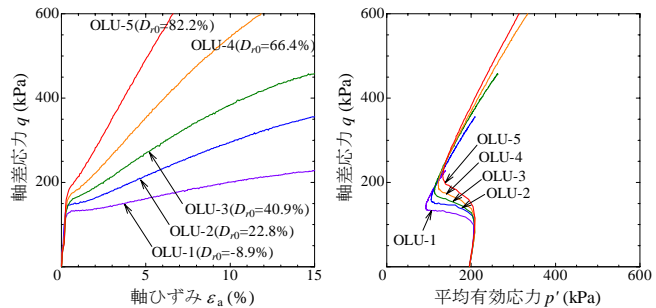 600
400
200
0
軸差応力 q (kPa)
OLU-5(Dr0=82.2%)
OLU-4(Dr0=66.4%)
OLU-3(Dr0=40.9%)
OLU-2(Dr0=22.8%)
OLU-1(Dr0=-8.9%)
0 5 10 15
軸ひずみ εa (%)
600
400
200
0
軸差応力 q (kPa)
OLU-5
OLU-4
OLU-3
OLU-2
OLU-1
0 200 400 600
平均有効応力 p' (kPa)